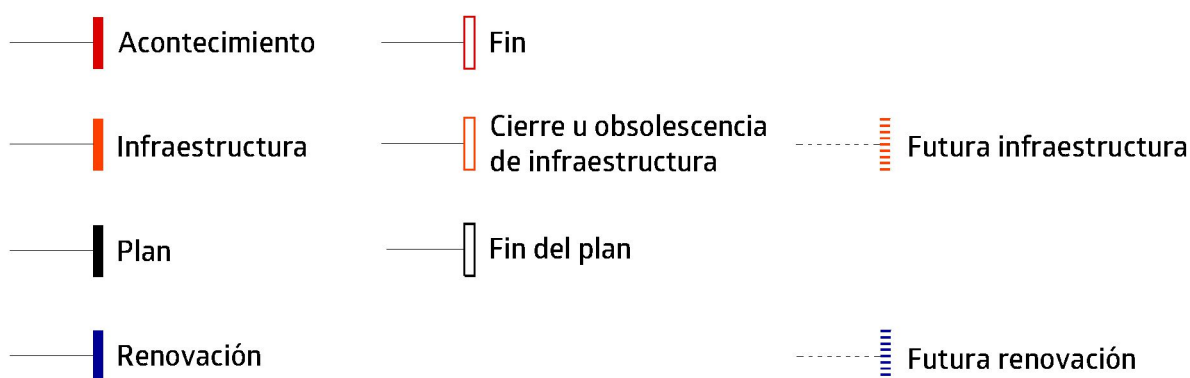 Acontecimiento
Fin
Infraestructura
Cierre u obsolescencia
de infraestructura
Futura infraestructura
Plan
Fin del plan
Renovación
Futura renovación